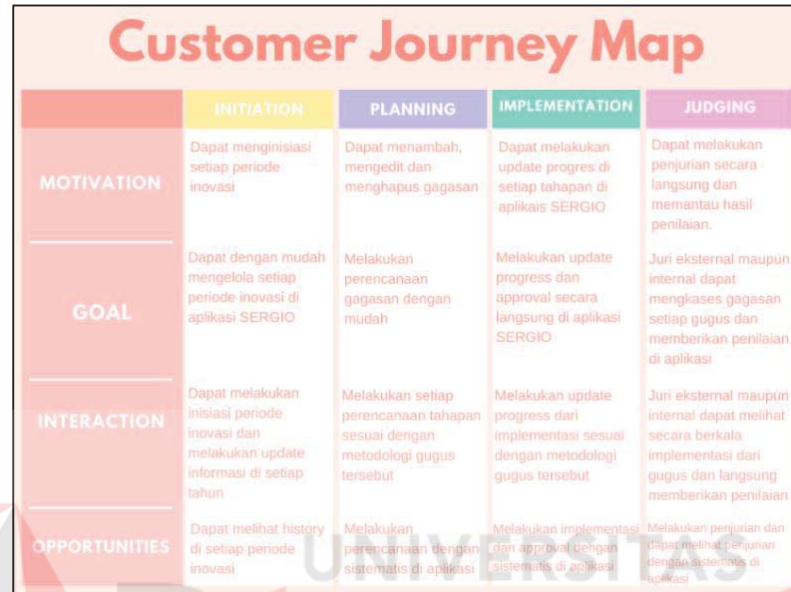 Customer Journey Map
INITIATION
PLANNING
IMPLEMENTATION
JUDGING
MOTIVATION
Dapat menginisiasi
setiap periode
inovasi
Dapat menambah,
mengedit dan
menghapus gagasan
Dapat melakukan
update progres di
setiap tahapan di
aplikais SERGIO
Dapat melakukan
penjurian secara
langsung dan
memantau hasil
penilaian.
GOAL
Dapat dengan mudah
mengelola setiap
periode inovasi di
aplikasi SERGIO
Melakukan
perencanaan
gagasan dengan
mudah
Melakukan update
progress dan
approval secara
langsung di aplikasi
SERGIO
Juri eksternal maupun
internal dapat
mengkases gagasan
setiap gugus dan
memberikan penilaian
di aplikasi
INTERACTION
Dapat melakukan
inisiasi periode
inovasi dan
melakukan update
informasi di setiap
tahun
Melakukan setiap
perencanaan tahapan
sesuai dengan
metodologi gugus
tersebut
Melakukan update
progress dari
implementasi sesuai
dengan metodologi
gugus tersebut
Juri eksternal maupun
internal dapat melihat
secara berkala
implementasi dari
gugus dan langsung
memberikan penilaian
OPPORTUNITIES
Dapat melihat history
di setiap periode
inovasi
Melakukan
perencanaan dengan
sistematis di aplikasi
Melakukan implementasi
dan approval dengan
sistematis di aplikasi
Melakukan penjurian dan
dapat melihat penjurian
dengan sistematis di
aplikasi
UNIVERSITAS